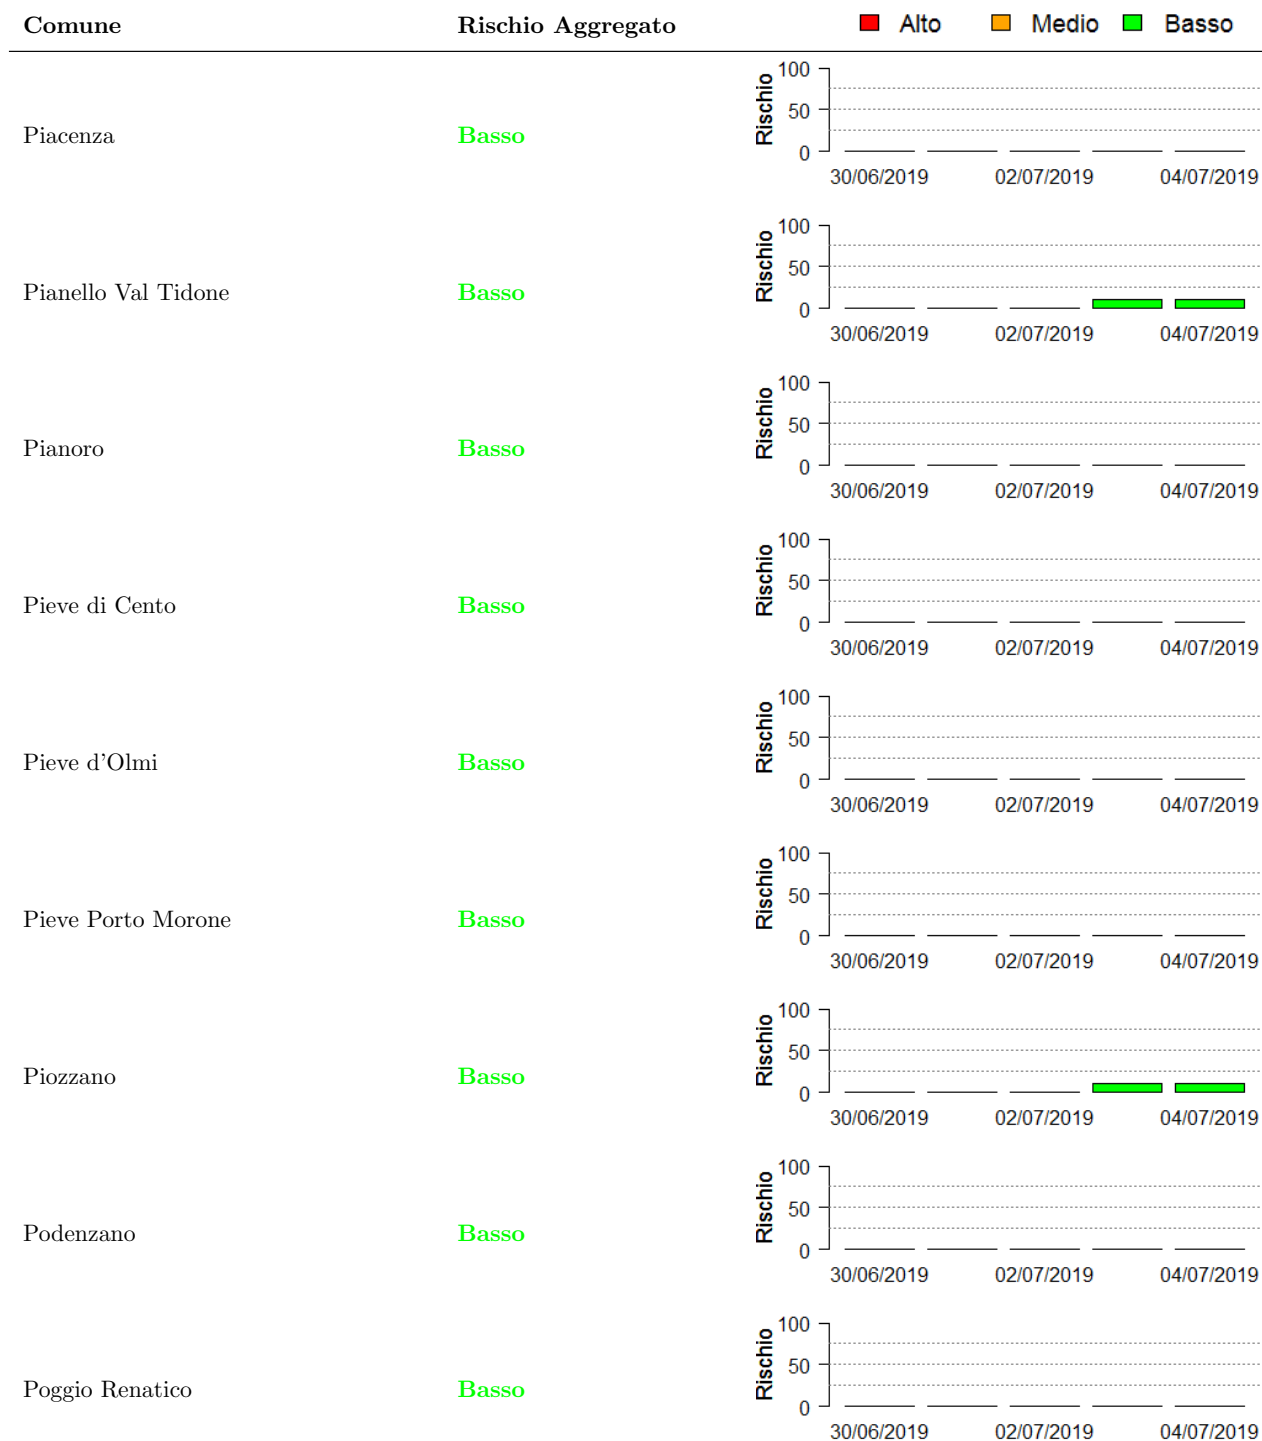 Comune Rischio Aggregato Alto Medio Basso
Piacenza Basso
Rischio
100
50
0
30/06/2019 02/07/2019 04/07/2019
Pianello Val Tidone Basso
Rischio
100
50
0
30/06/2019 02/07/2019 04/07/2019
Pianoro Basso
Rischio
100
50
0
30/06/2019 02/07/2019 04/07/2019
Pieve di Cento Basso
Rischio
100
50
0
30/06/2019 02/07/2019 04/07/2019
Pieve d'Olmi Basso
Rischio
100
50
0
30/06/2019 02/07/2019 04/07/2019
Pieve Porto Morone Basso
Rischio
100
50
0
30/06/2019 02/07/2019 04/07/2019
Piozzano Basso
Rischio
100
50
0
30/06/2019 02/07/2019 04/07/2019
Podenzano Basso
Rischio
100
50
0
30/06/2019 02/07/2019 04/07/2019
Poggio Renatico Basso
Rischio
100
50
0
30/06/2019 02/07/2019 04/07/2019